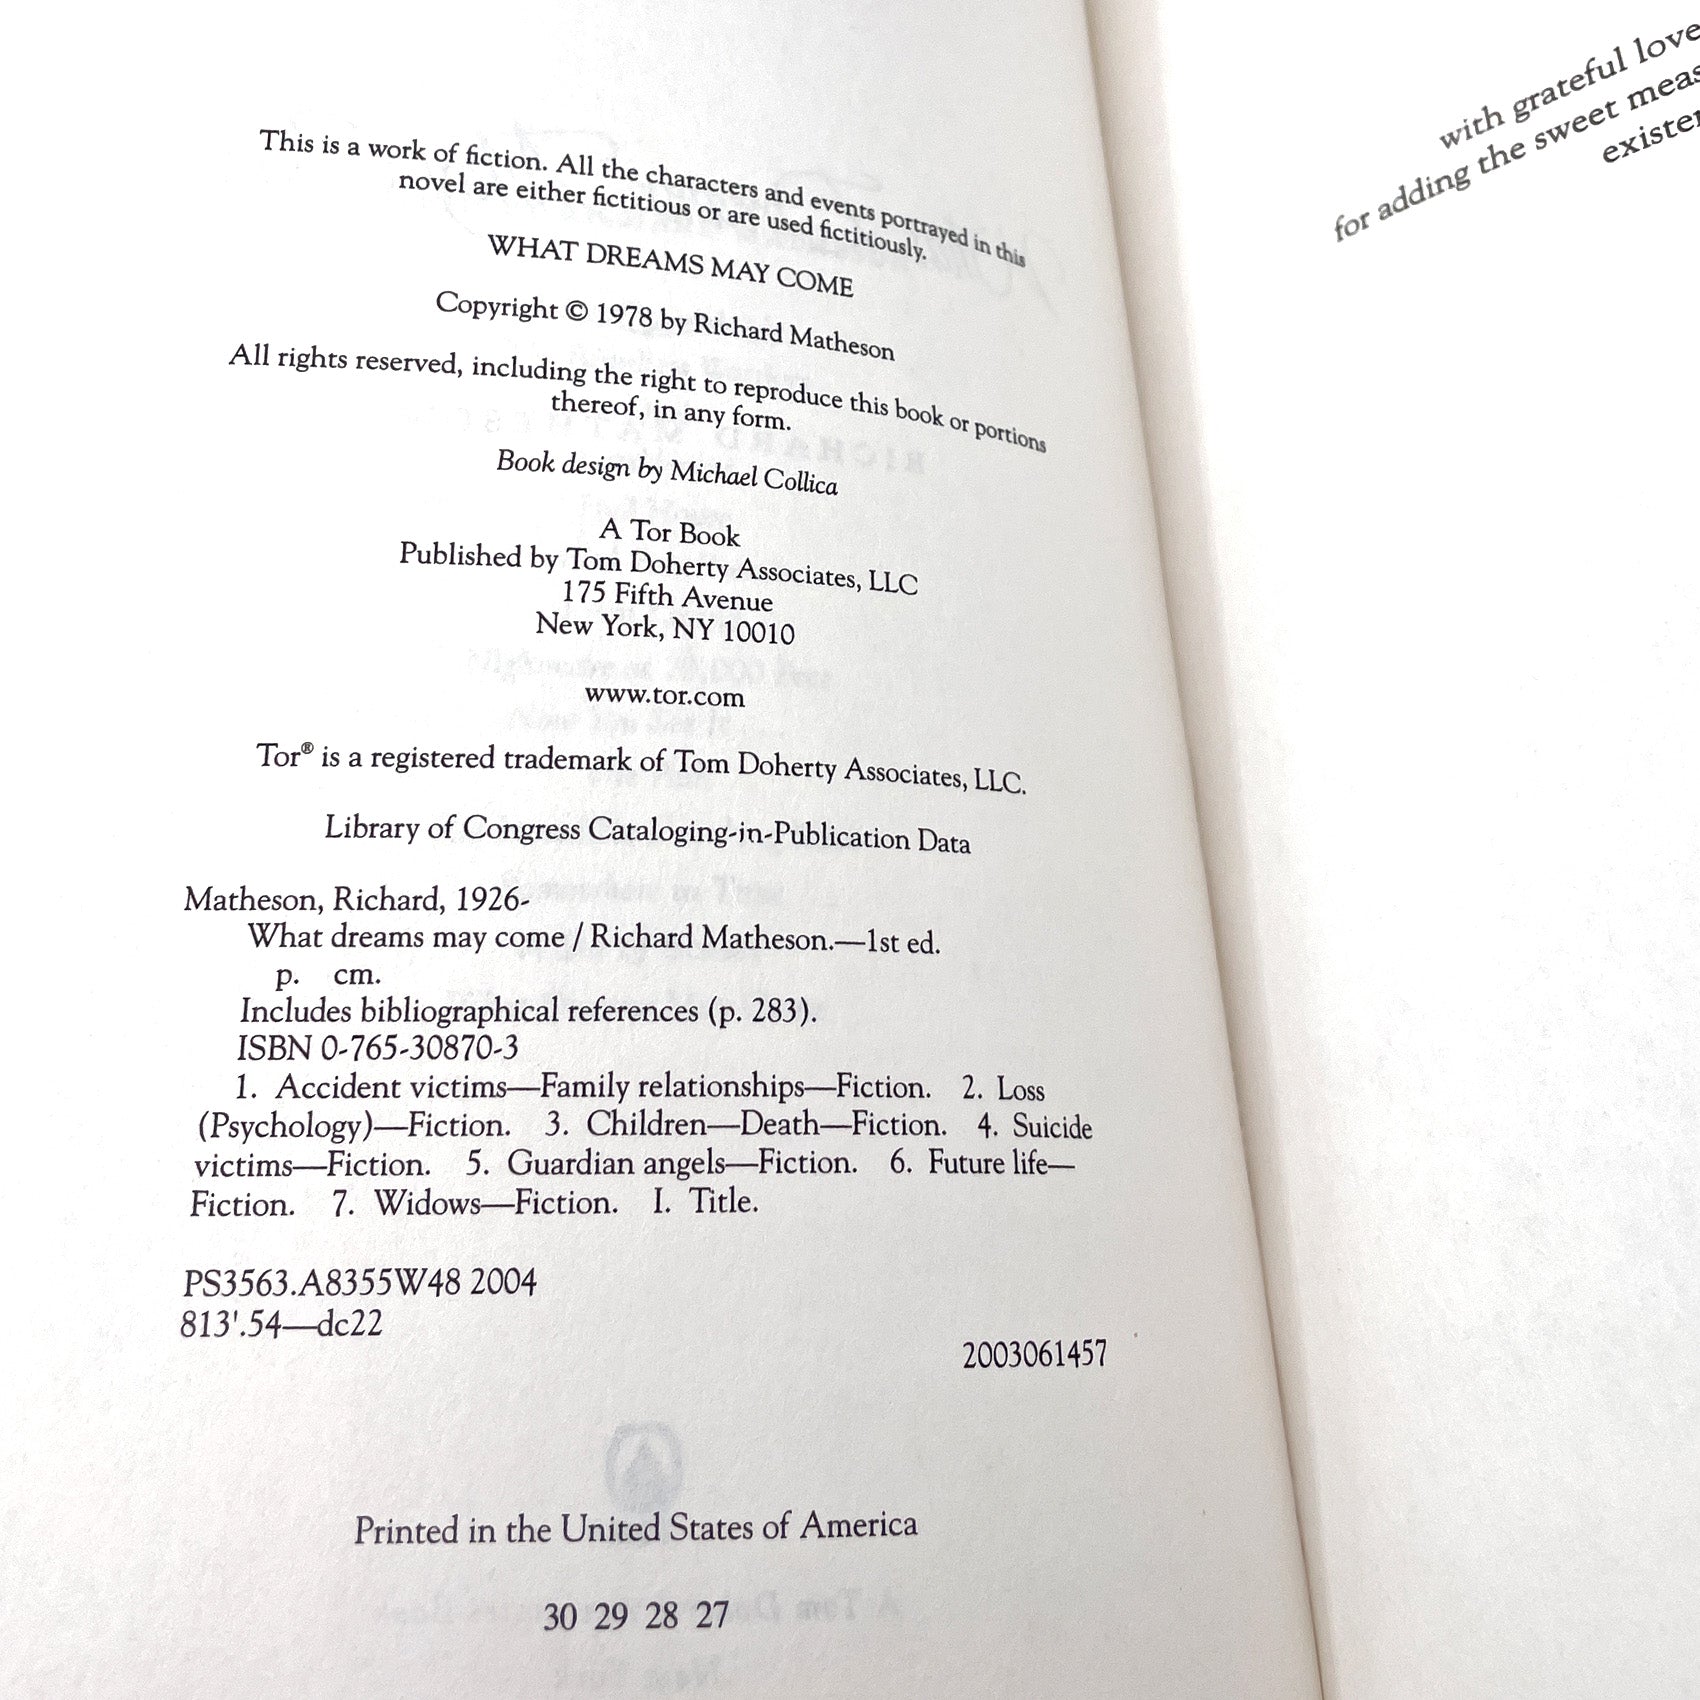 This is a work of fiction. All the characters and events portrayed in this
novel are either fictitious or are used fictitiously.
WHAT DREAMS MAY COME
Copyright © 1978 by Richard Matheson
All rights reserved, including the right to reproduce this book or portions
thereof, in any form.
Book design by Michael Collica
A Tor Book
Published by Tom Doherty Associates, LLC
175 Fifth Avenue
New York, NY 10010
www.tor.com
Tor® is a registered trademark of Tom Doherty Associates, LLC.
Library of Congress Cataloging-in-Publication Data
Matheson, Richard, 1926-
What dreams may come / Richard Matheson.—1st ed.
p. cm.
Includes bibliographical references (p. 283).
ISBN 0-765-30870-3
1. Accident victims—Family relationships—Fiction. 2. Loss
(Psychology)—Fiction. 3. Children—Death—Fiction. 4. Suicide
victims—Fiction. 5. Guardian angels—Fiction. 6. Future life—
Fiction. 7. Widows—Fiction. I. Title.
PS3563.A8355W48 2004
813'.54—dc22
2003061457
Printed in the United States of America
30 29 28 27
with grateful love
for adding the sweet meas
existe